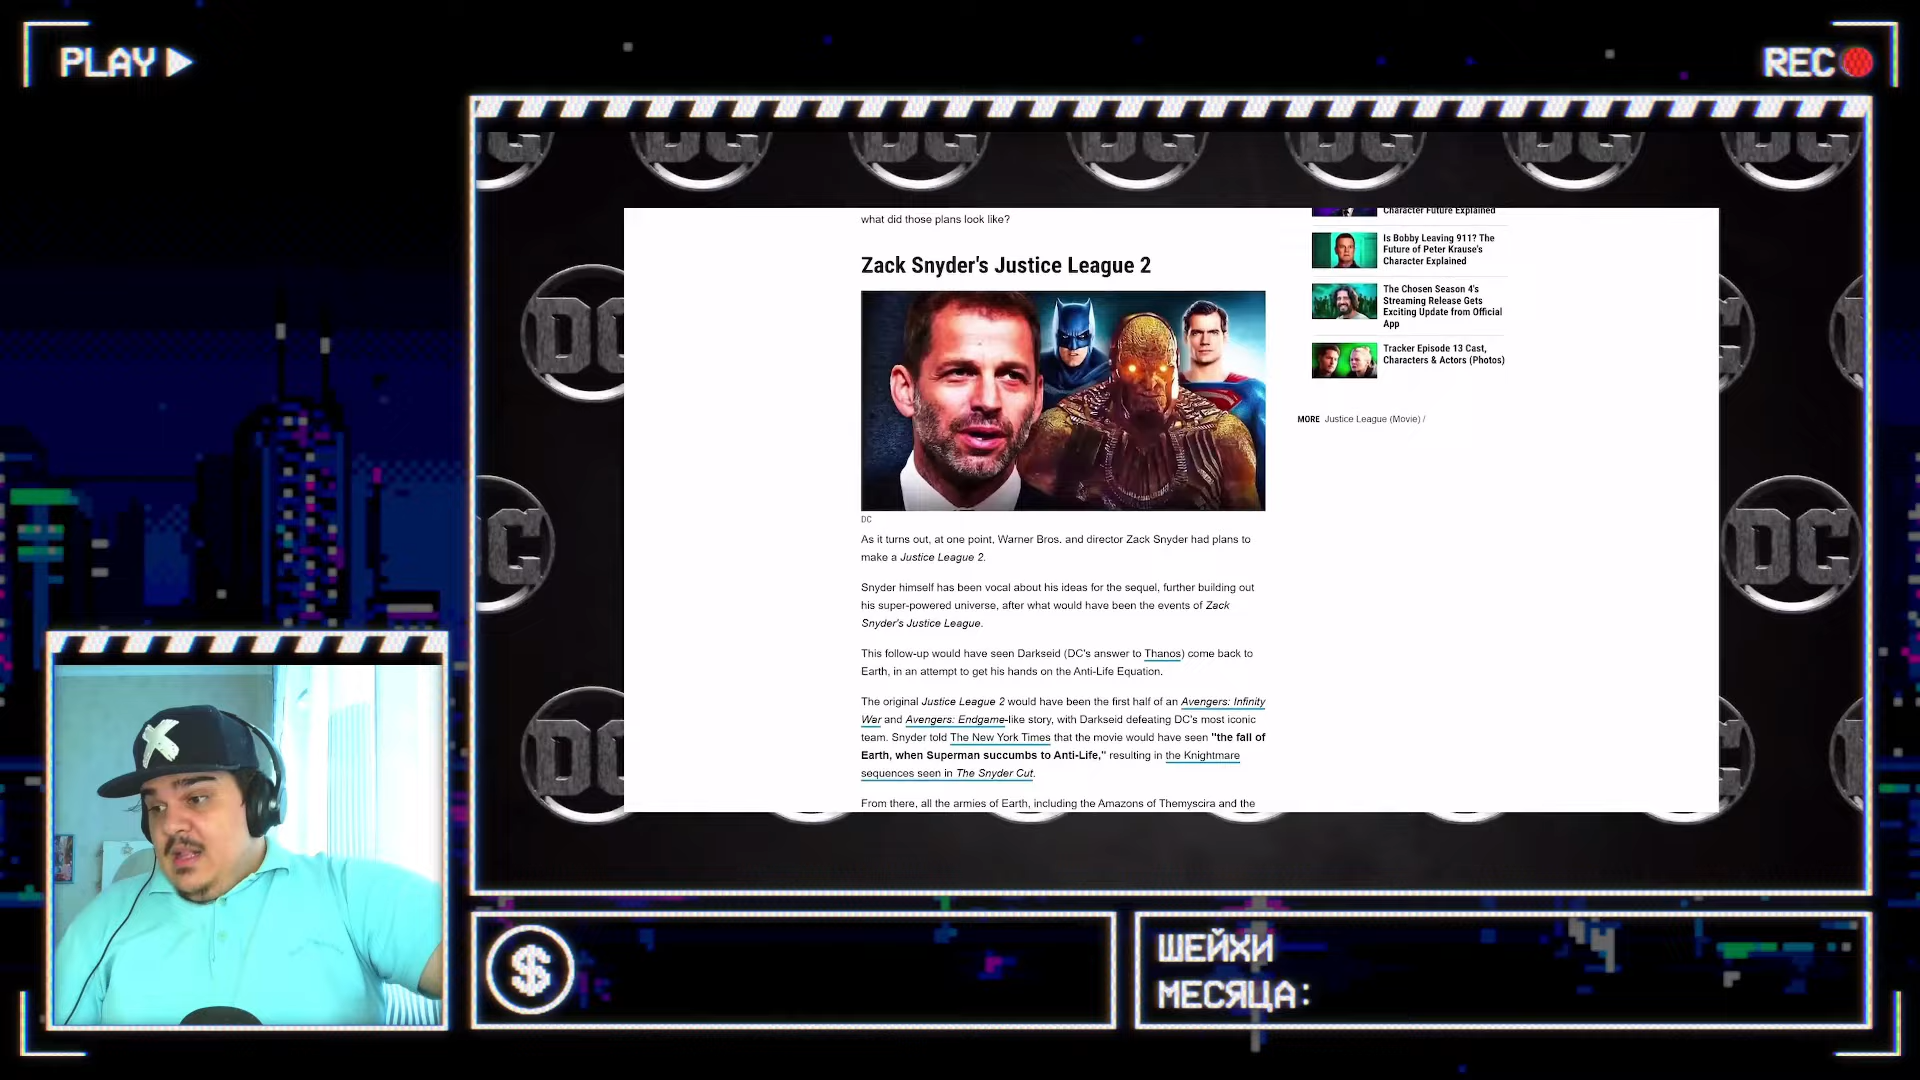 PLAY
REC
what did those plans look like?
Zack Snyder's Justice League 2
DC
As it turns out, at one point, Warner Bros. and director Zack Snyder had plans to
make a Justice League 2.
Snyder himself has been vocal about his ideas for the sequel, further building out
his super-powered universe, after what would have been the events of Zack
Snyder's Justice League.
This follow-up would have seen Darkseid (DC's answer to Thanos) come back to
Earth, in an attempt to get his hands on the Anti-Life Equation.
The original Justice League 2 would have been the first half of an Avengers: Infinity
War and Avengers: Endgame-like story, with Darkseid defeating DC's most iconic
team. Snyder told The New York Times that the movie would have seen "the fall of
Earth, when Superman succumbs to Anti-Life," resulting in the Knightmare
sequences seen in The Snyder Cut.
From there, all the armies of Earth, including the Amazons of Themyscira and the
Character Future Explained
Is Bobby Leaving 911? The
Future of Peter Krause's
Character Explained
The Chosen Season 4's
Streaming Release Gets
Exciting Update from Official
App
Tracker Episode 13 Cast,
Characters & Actors (Photos)
MORE Justice League (Movie) /
DC
DC
DC
DC
DC
DC
DC
DC
DC
DC
$
ШЕЙХИ
МЕСЯЦА: